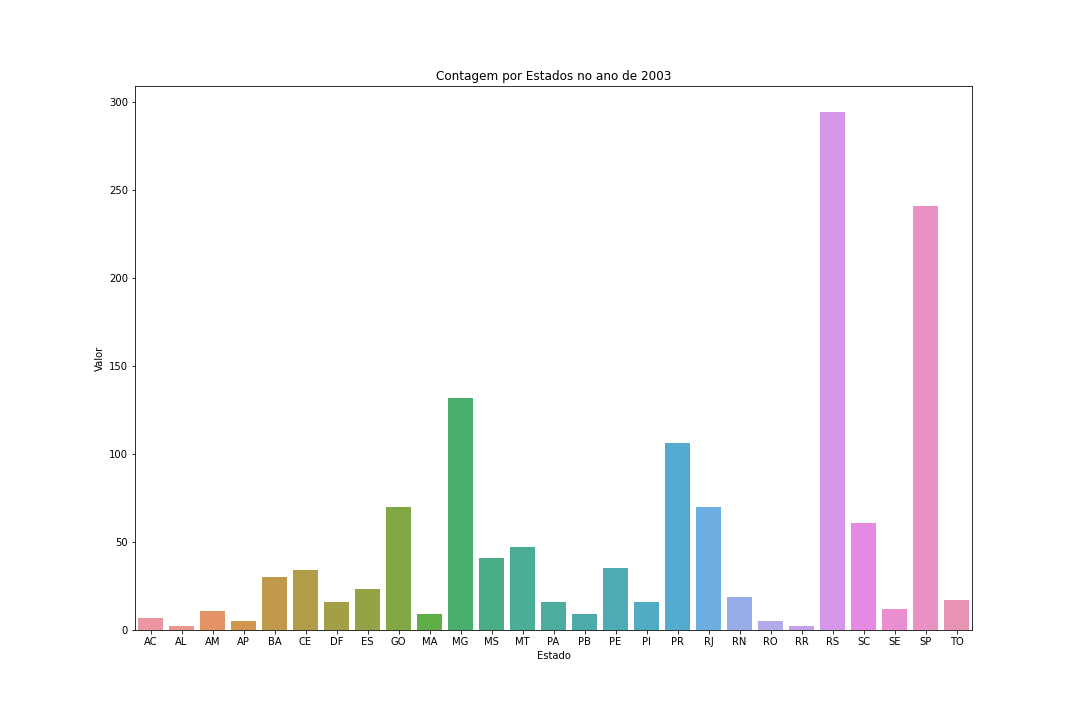 Contagem por Estados no ano de 2003
300
250
200
150
100
50
0
Valor
AC AL AM AP BA CE DF ES GO MA MG MS MT PA PB PE PI PR RJ RN RO RR RS SC SE SP TO
Estado